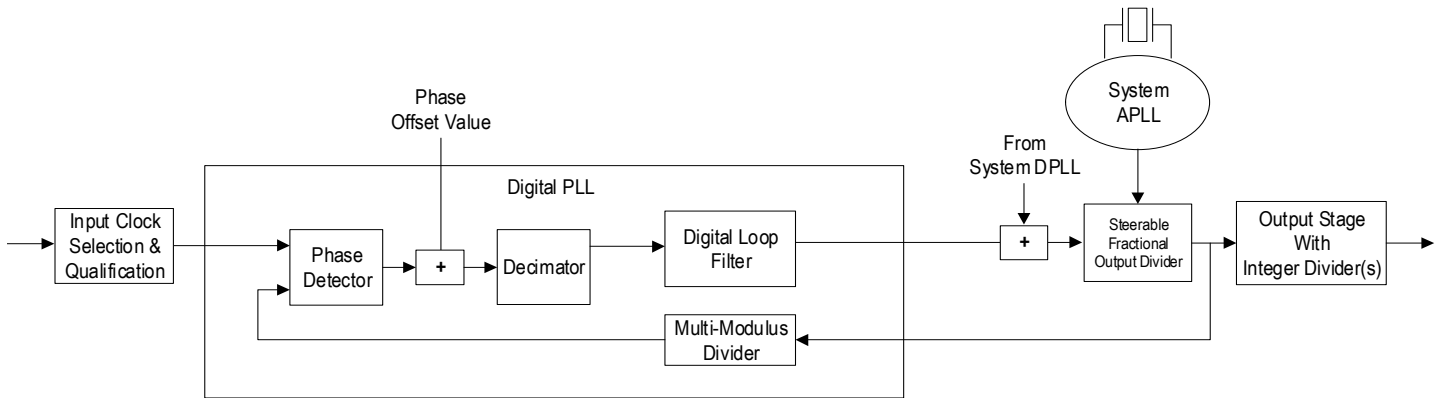 System
APLL
Phase
Offset Value
From
System DPLL
Digital PLL
Input Clock
Selection &
Qualification
Phase
Detector
+
Decimator
Digital Loop
Filter
+
Steerable
Fractional
Output Divider
Output Stage
With
Integer Divider(s)
Multi-Modulus
Divider